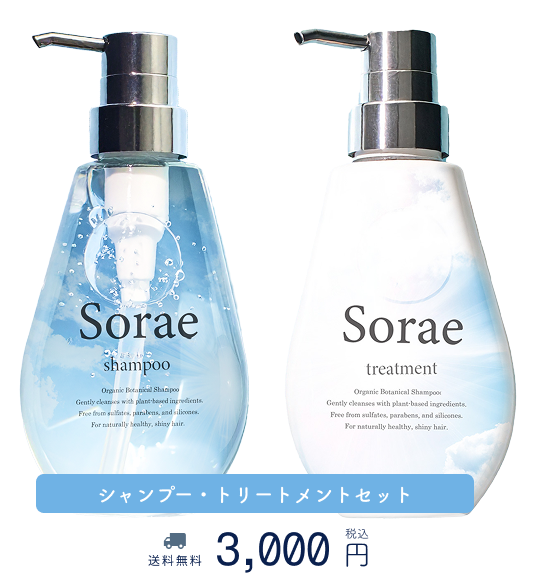 Sorae
shampoo
Organic Botanical Shampoo
Gently cleanses with plant-based ingredients.
Free from sulfates, parabens, and silicones.
For naturally healthy, shiny hair.
Sorae
treatment
Organic Botanical Shampoo
Gently cleanses with plant-based ingredients.
Free from sulfates, parabens, and silicones.
For naturally healthy, shiny hair.
シャンプー・トリートメントセット
送料無料
3,000
税込
円